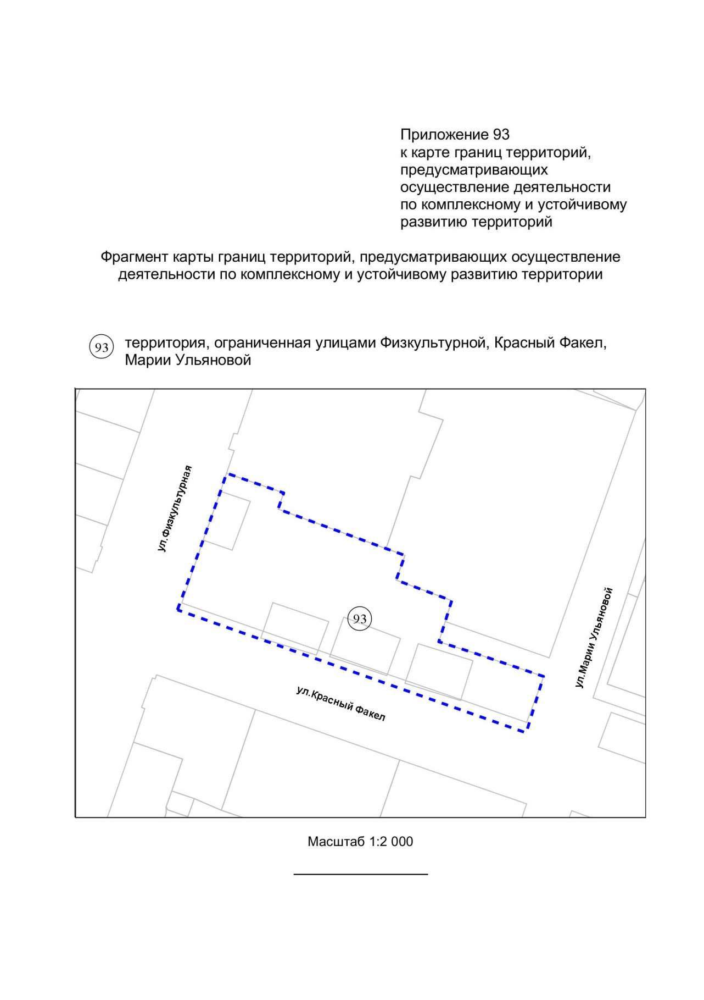 Приложение 93
к карте границ территорий,
предусматривающих
осуществление деятельности
по комплексному и устойчивому
развитию территорий
Фрагмент карты границ территорий, предусматривающих осуществление
деятельности по комплексному и устойчивому развитию территории
93 территория, ограниченная улицами Физкультурной, Красный Факел,
Марии Ульяновой
ул.Физкультурная
93
ул.Марии Ульяновой
ул.Красный Факел
Масштаб 1:2 000